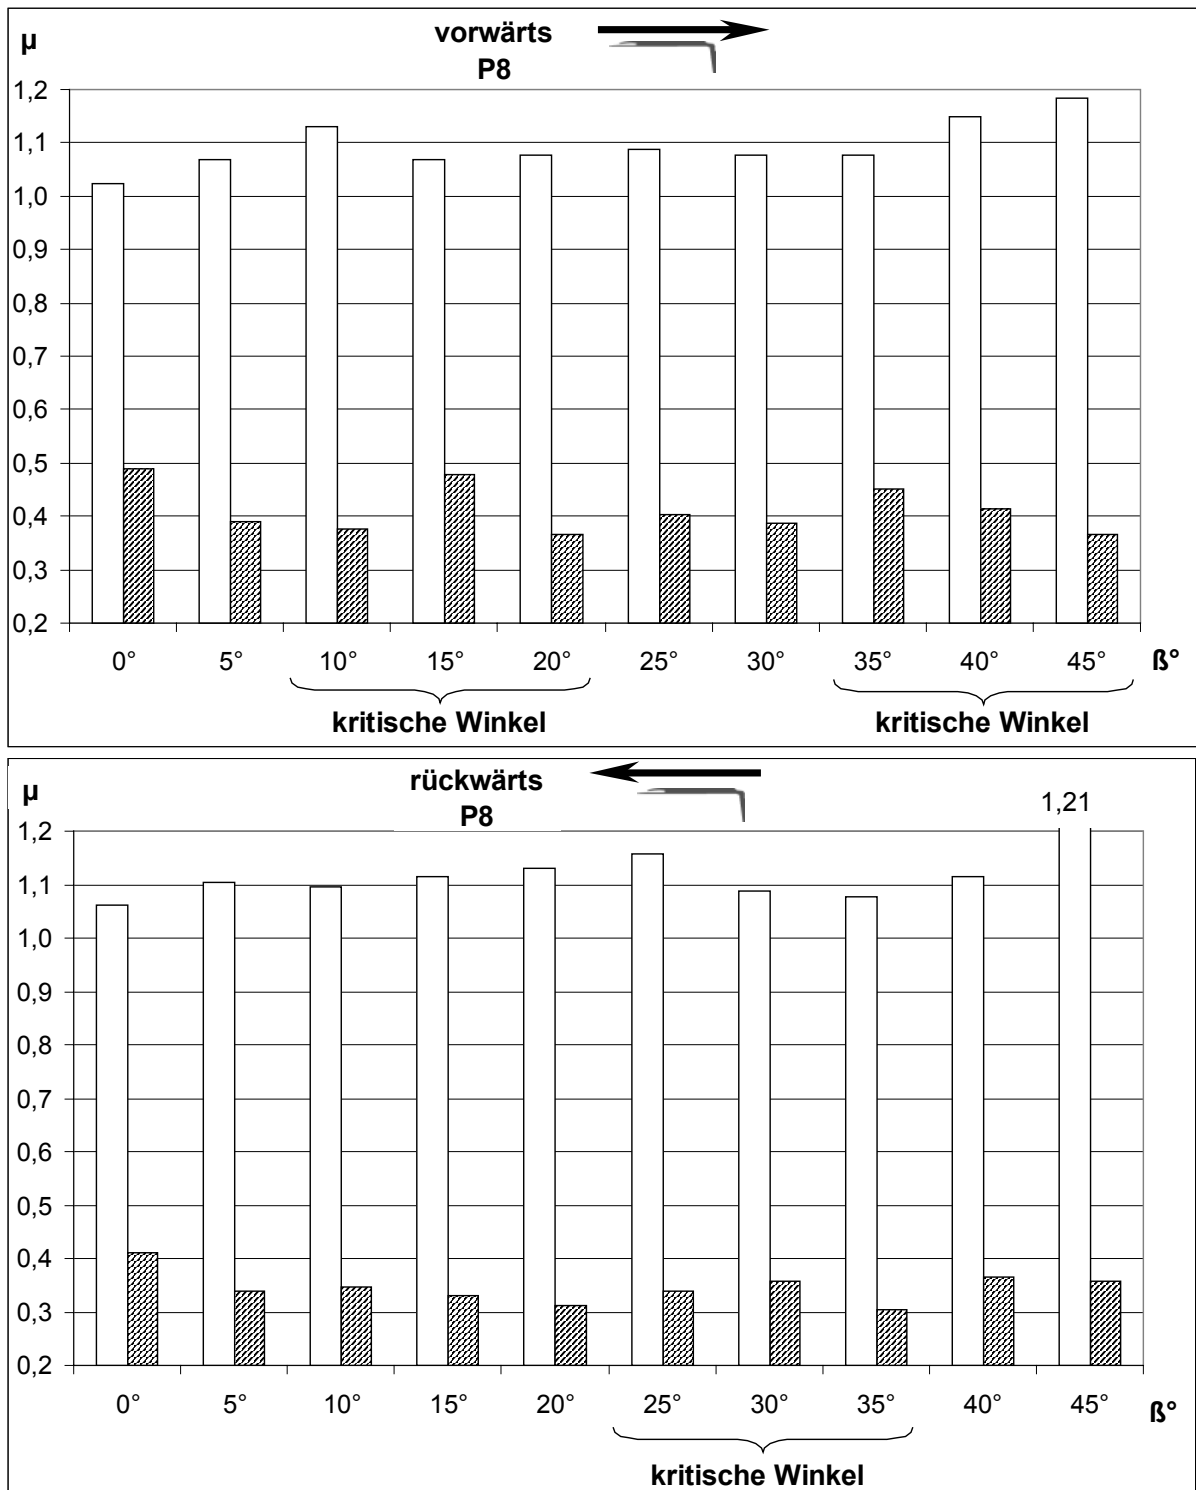 vorwärts
µ
P8
1,2
1,1
1,0
0,9
0,8
0,7
0,6
0,5
0,4
0,3
0,2
0° 5° 10° 15° 20° 25° 30° 35° 40° 45° ß°
kritische Winkel kritische Winkel
rückwärts
µ
P8
1,21
1,2
1,1
1,0
0,9
0,8
0,7
0,6
0,5
0,4
0,3
0,2
0° 5° 10° 15° 20° 25° 30° 35° 40° 45° ß°
kritische Winkel